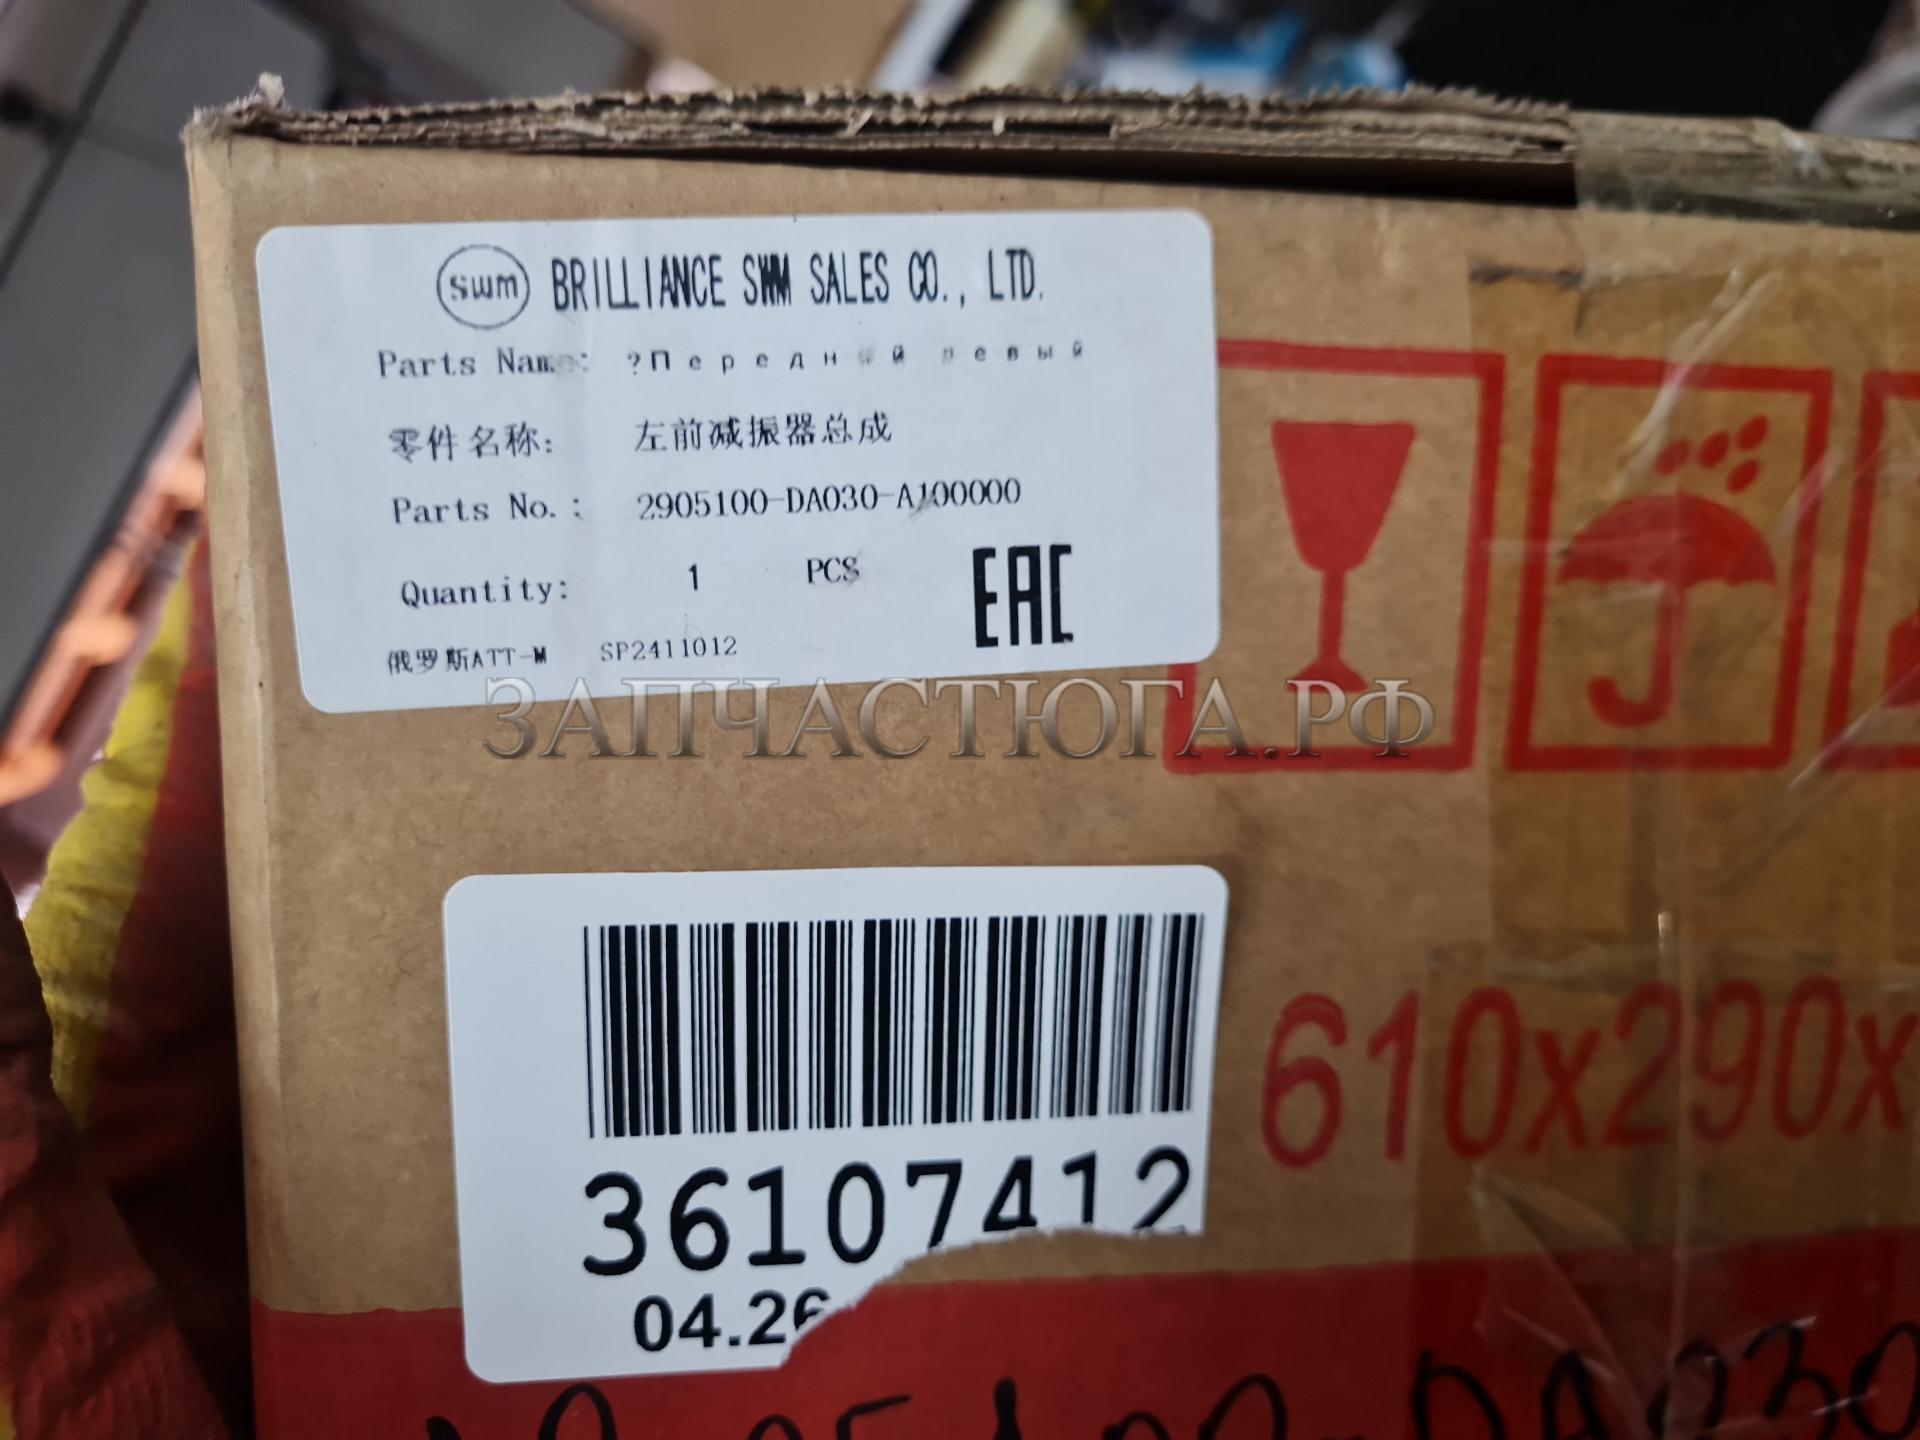 swm BRILLIANCE SWM SALES CO., LTD.
Parts Name: ?Передний левый
零件名称: 左前减振器总成
Parts No.: 2905100-DA030-A100000
Quantity: 1 PCS
EAC
俄罗斯ATT-M SP2411012
ЗАПЧАСТЮГА.РФ
610x290x
36107412
04.26